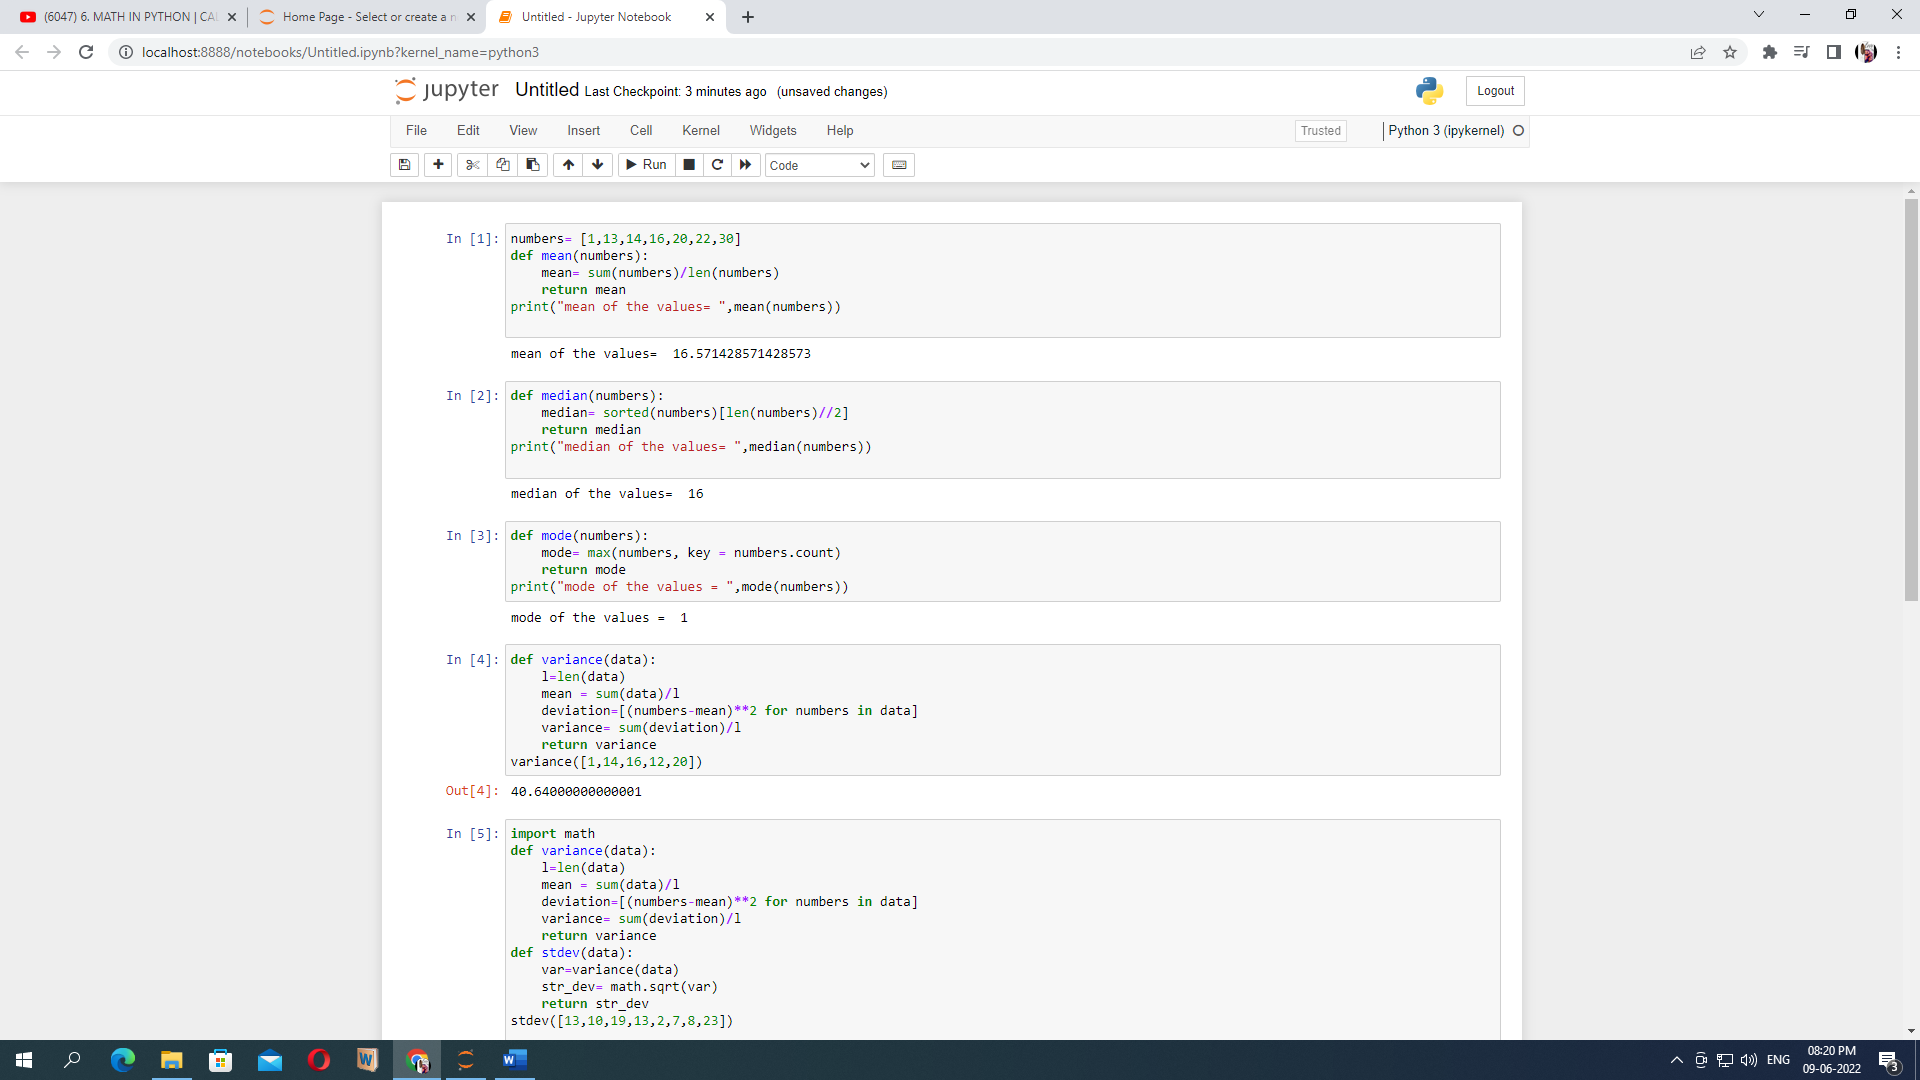 (6047) 6. MATH IN PYTHON | CAL
Home Page - Select or create a n
Untitled - Jupyter Notebook
localhost:8888/notebooks/Untitled.ipynb?kernel_name=python3
jupyter Untitled Last Checkpoint: 3 minutes ago (unsaved changes)
Logout
File Edit View Insert Cell Kernel Widgets Help
Trusted
Python 3 (ipykernel)
Run
Code
In [1]: numbers= [1,13,14,16,20,22,30]
def mean(numbers):
    mean= sum(numbers)/len(numbers)
    return mean
print("mean of the values= ",mean(numbers))
mean of the values=  16.571428571428573
In [2]: def median(numbers):
    median= sorted(numbers)[len(numbers)//2]
    return median
print("median of the values= ",median(numbers))
median of the values=  16
In [3]: def mode(numbers):
    mode= max(numbers, key = numbers.count)
    return mode
print("mode of the values = ",mode(numbers))
mode of the values =  1
In [4]: def variance(data):
    l=len(data)
    mean = sum(data)/l
    deviation=[(numbers-mean)**2 for numbers in data]
    variance= sum(deviation)/l
    return variance
variance([1,14,16,12,20])
Out[4]: 40.64000000000001
In [5]: import math
def variance(data):
    l=len(data)
    mean = sum(data)/l
    deviation=[(numbers-mean)**2 for numbers in data]
    variance= sum(deviation)/l
    return variance
def stdev(data):
    var=variance(data)
    str_dev= math.sqrt(var)
    return str_dev
stdev([13,10,19,13,2,7,8,23])
ENG
08:20 PM
09-06-2022
3